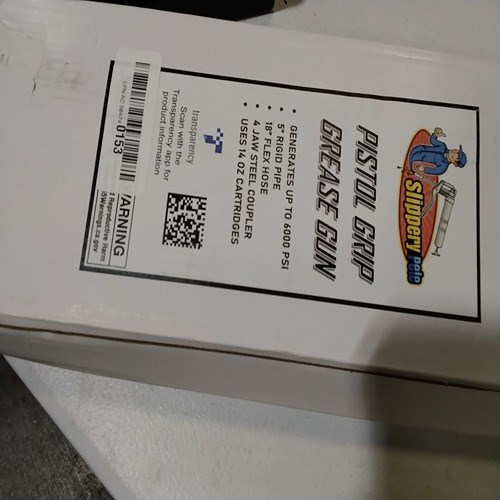 slippery Pete
PISTOL GRIP
GREASE GUN
• GENERATES UP TO 6000 PSI
• 5" RIGID PIPE
• 18" FLEX HOSE
• 4 JAW STEEL COUPLER
• USES 14 OZ CARTRIDGES
transparency
Scan with the
Transparency app for
product information
0153
WARNING
Reproductive Harm
65Warnings.ca.gov